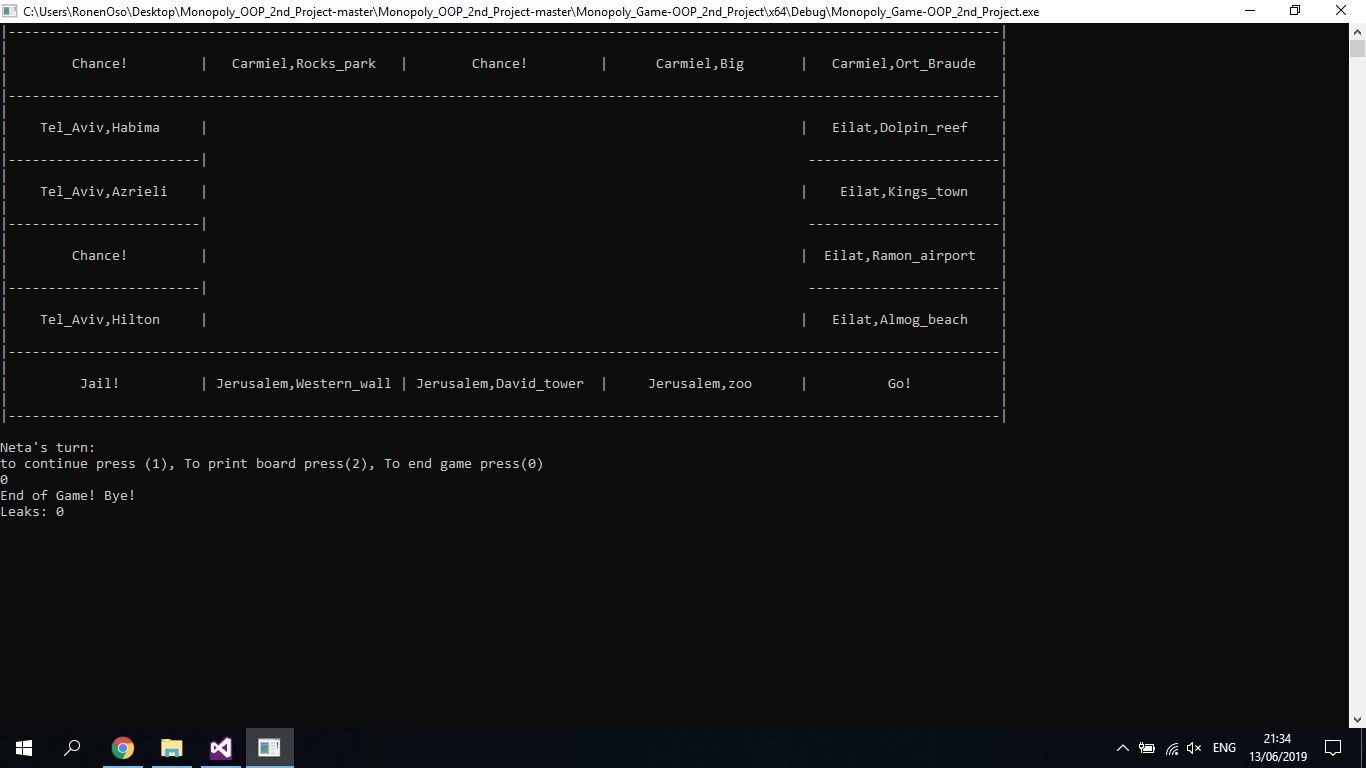 C:\Users\RonenOso\Desktop\Monopoly_OOP_2nd_Project-master\Monopoly_OOP_2nd_Project-master\Monopoly_Game-OOP_2nd_Project\x64\Debug\Monopoly_Game-OOP_2nd_Project.exe
Chance! | Carmiel,Rocks_park | Chance! | Carmiel,Big | Carmiel,Ort_Braude
Tel_Aviv,Habima | | Eilat,Dolpin_reef
Tel_Aviv,Azrieli | | Eilat,Kings_town
Chance! | | Eilat,Ramon_airport
Tel_Aviv,Hilton | | Eilat,Almog_beach
Jail! | Jerusalem,Western_wall | Jerusalem,David_tower | Jerusalem,zoo | Go!
Neta's turn:
to continue press (1), To print board press(2), To end game press(0)
0
End of Game! Bye!
Leaks: 0
ENG
21:34
13/06/2019